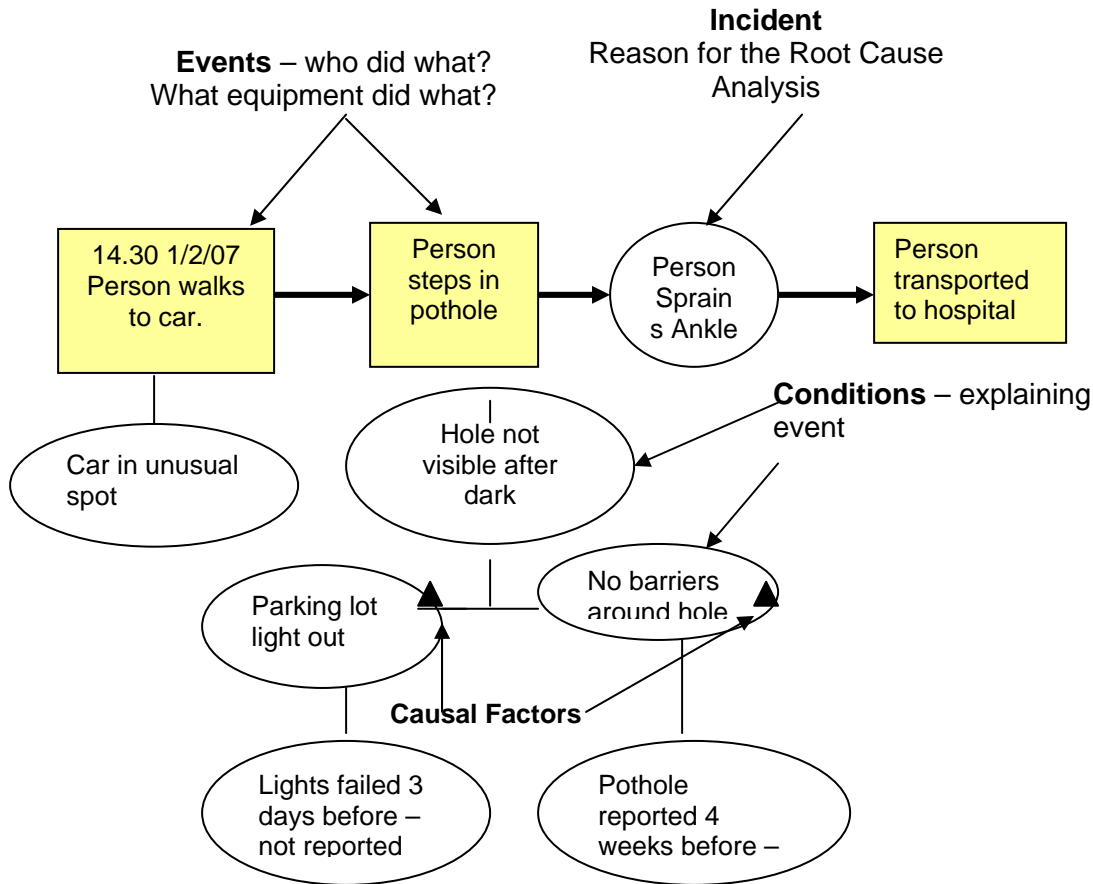 Incident
Reason for the Root Cause
Analysis
Events – who did what?
What equipment did what?
14.30 1/2/07
Person walks
to car.
Person
steps in
pothole
Person
Sprain
s Ankle
Person
transported
to hospital
Conditions – explaining
event
Car in unusual
spot
Hole not
visible after
dark
Parking lot
light out
No barriers
around hole
Causal Factors
Lights failed 3
days before –
not reported
Pothole
reported 4
weeks before –